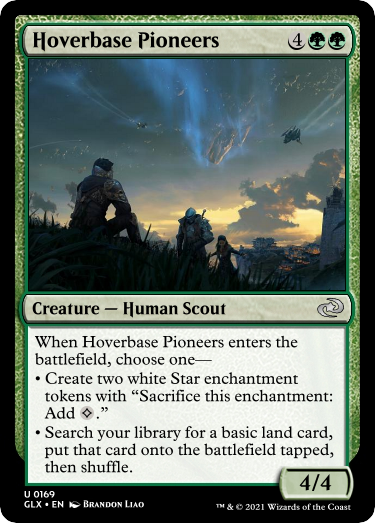 Hoverbase Pioneers 4
Creature — Human Scout
When Hoverbase Pioneers enters the
battlefield, choose one—
• Create two white Star enchantment
tokens with “Sacrifice this enchantment:
Add .”
• Search your library for a basic land card,
put that card onto the battlefield tapped,
then shuffle.
4/4
U 0169
GLX • EN Brandon Liao
™ & © 2021 Wizards of the Coast